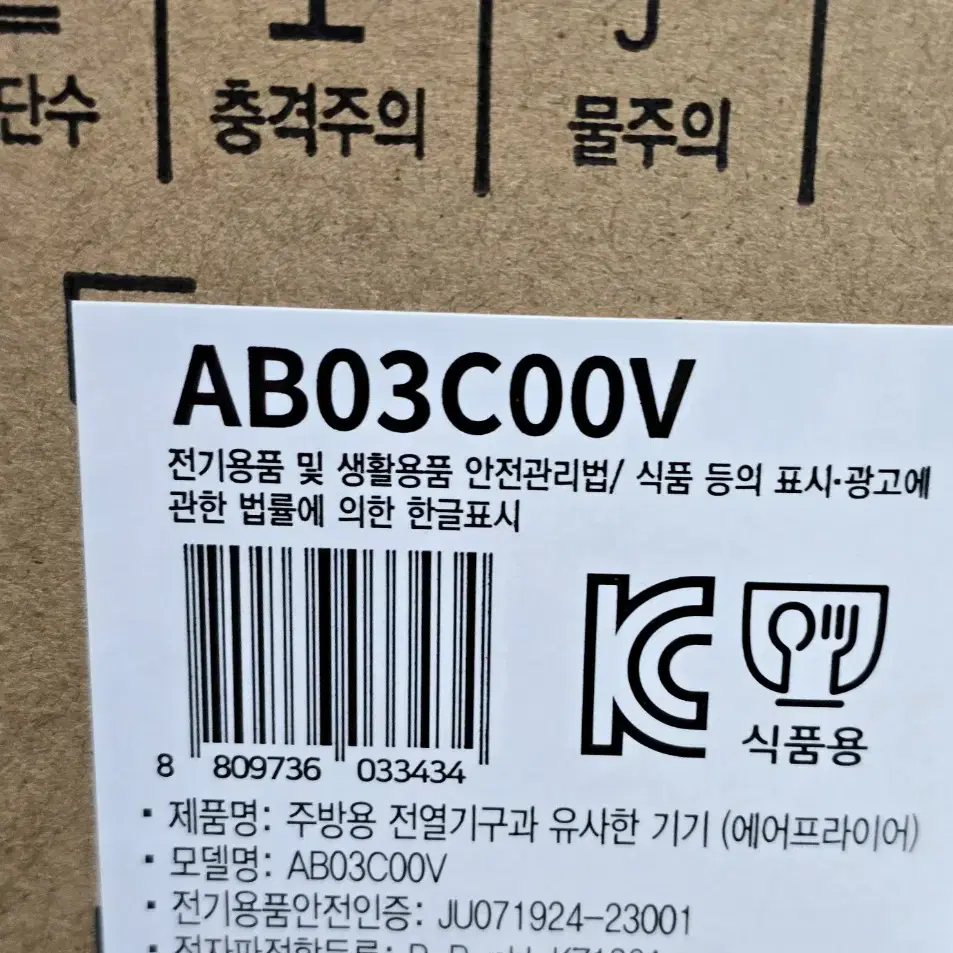 단수
충격주의
물주의
AB03C00V
전기용품 및 생활용품 안전관리법/ 식품 등의 표시·광고에
관한 법률에 의한 한글표시
8 809736 033434
식품용
· 제품명: 주방용 전열기구과 유사한 기기 (에어프라이어)
· 모델명: AB03C00V
· 전기용품안전인증: JU071924-23001